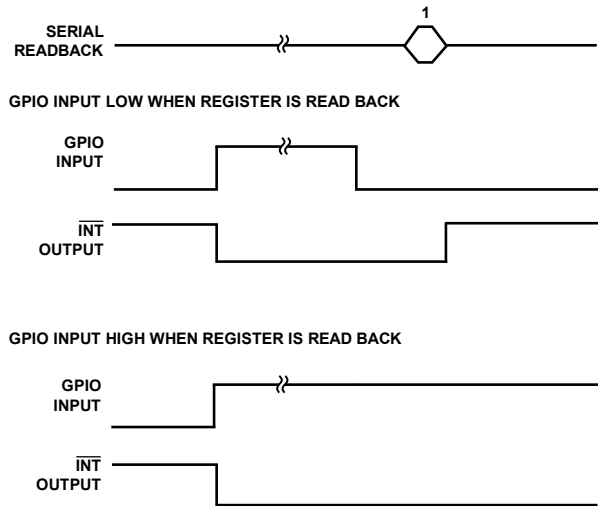 1
SERIAL
READBACK
GPIO INPUT LOW WHEN REGISTER IS READ BACK
GPIO
INPUT
INT
OUTPUT
GPIO INPUT HIGH WHEN REGISTER IS READ BACK
GPIO
INPUT
INT
OUTPUT